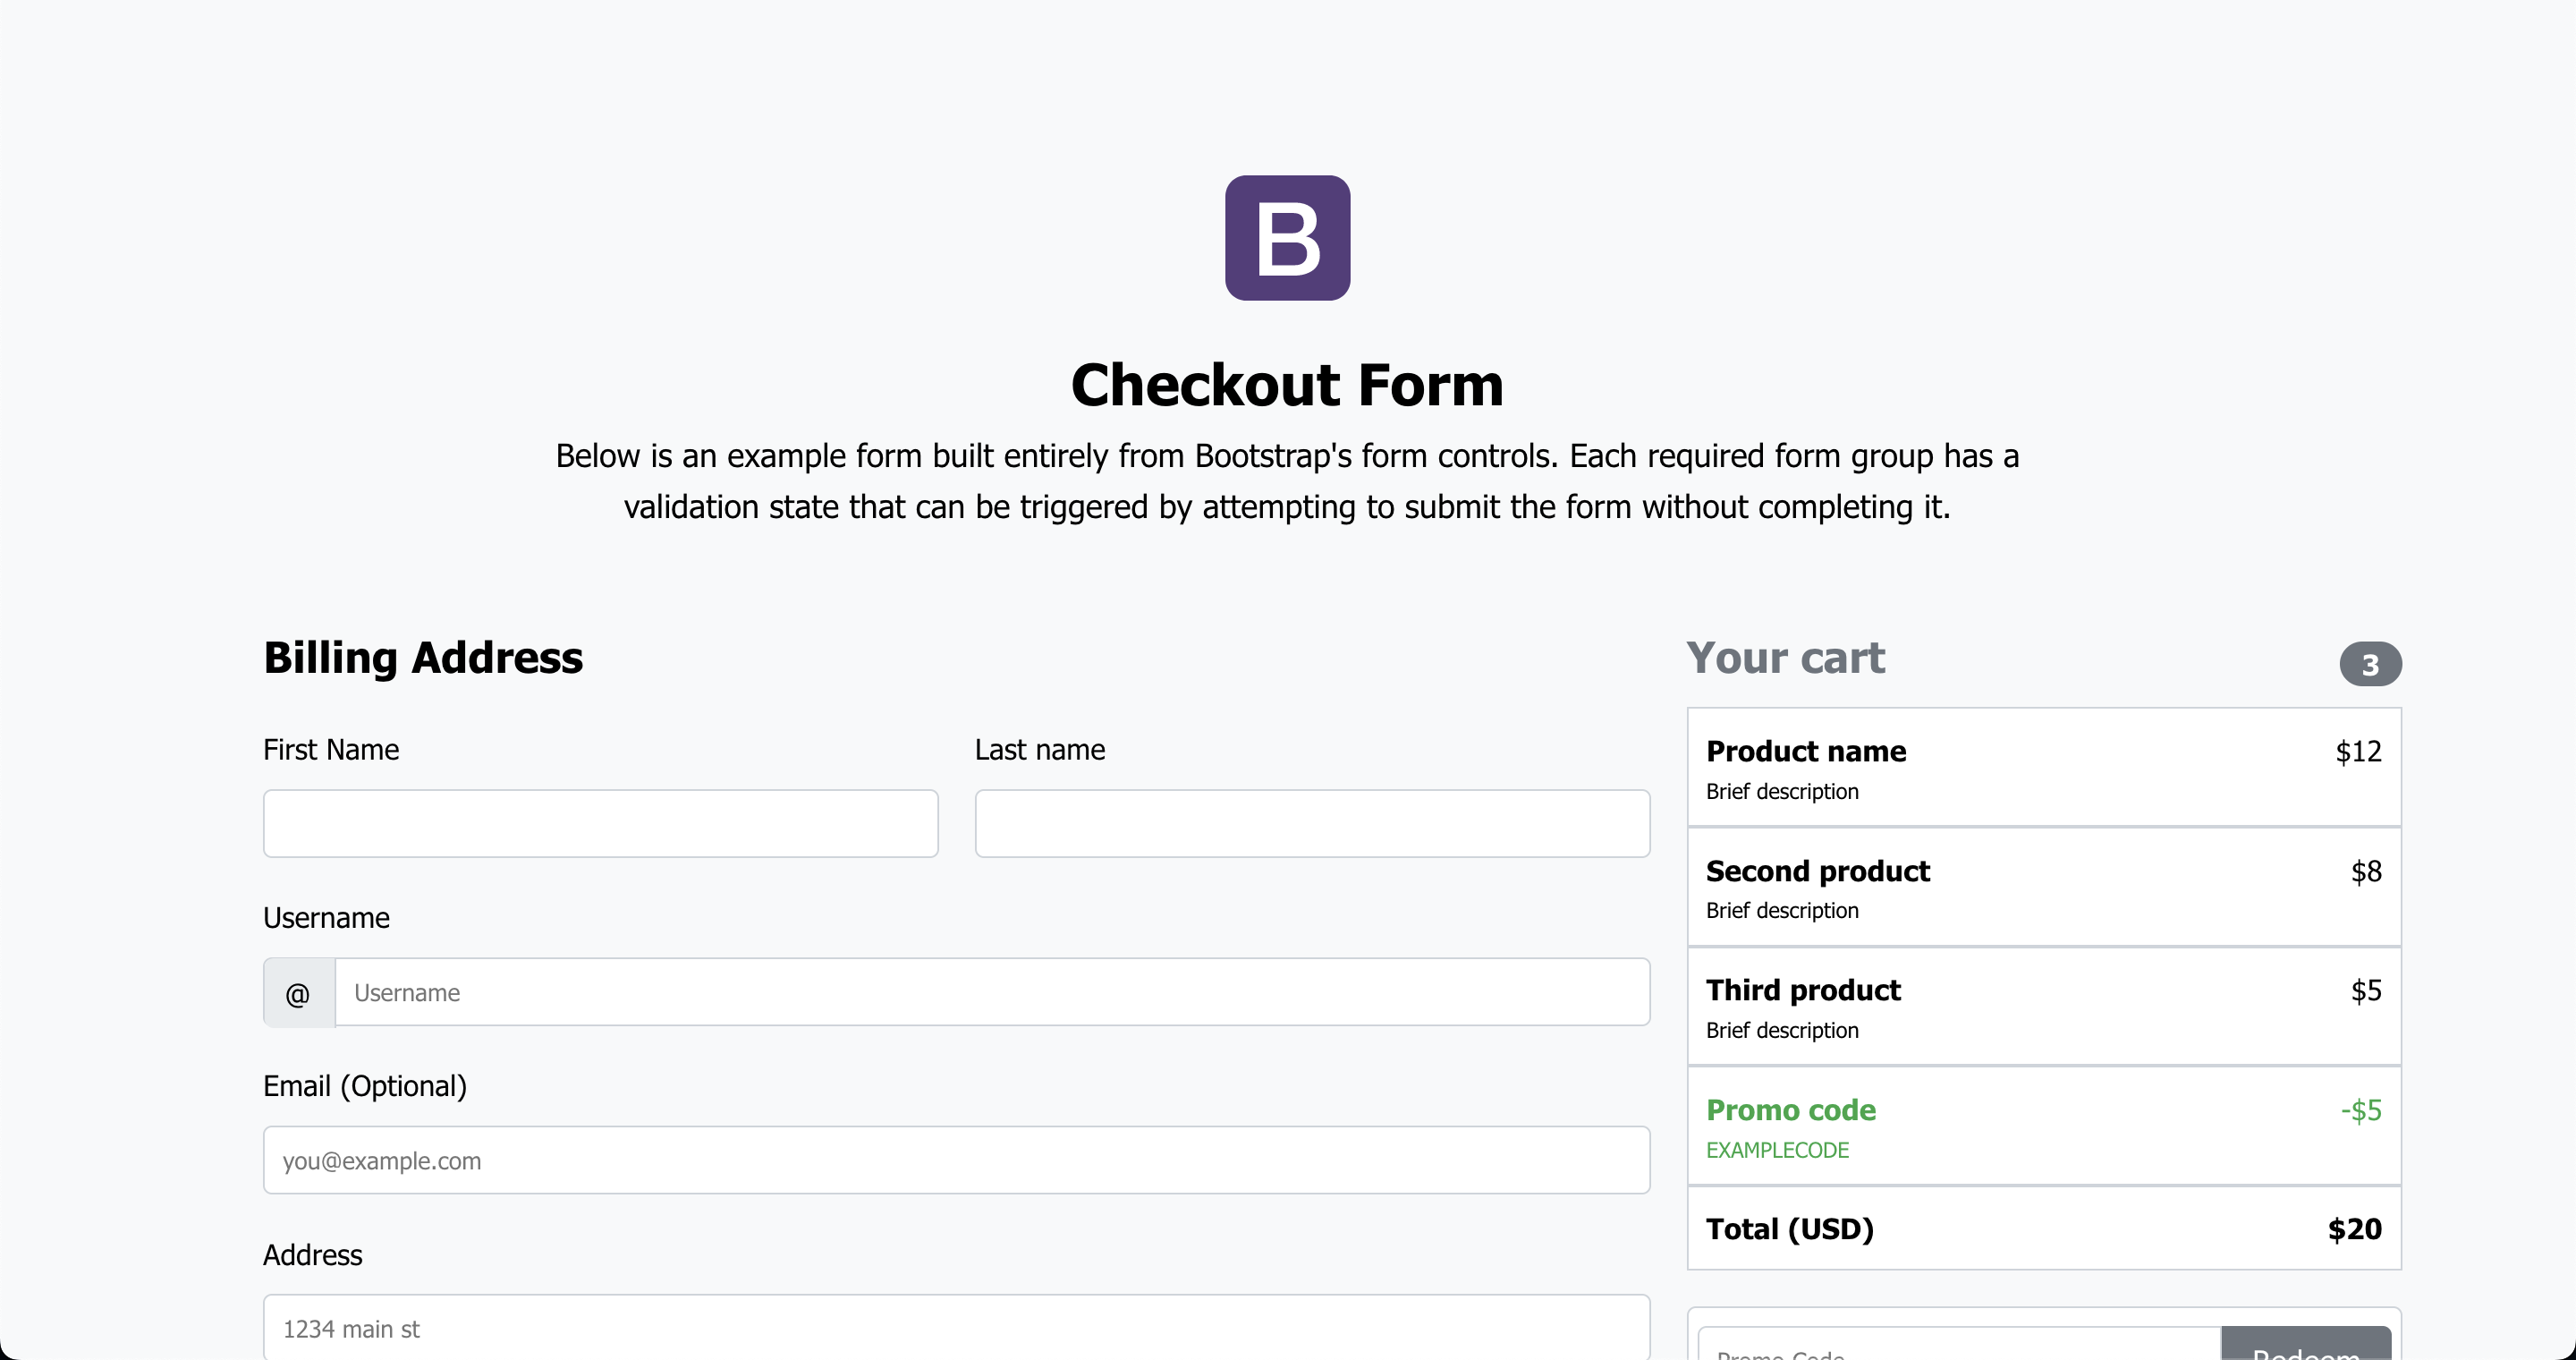 B
Checkout Form
Below is an example form built entirely from Bootstrap's form controls. Each required form group has a
validation state that can be triggered by attempting to submit the form without completing it.
Billing Address
First Name
Last name
Username
@
Username
Email (Optional)
you@example.com
Address
1234 main st
Your cart
3
Product name
$12
Brief description
Second product
$8
Brief description
Third product
$5
Brief description
Promo code
-$5
EXAMPLECODE
Total (USD)
$20
Promo Code
Redeem